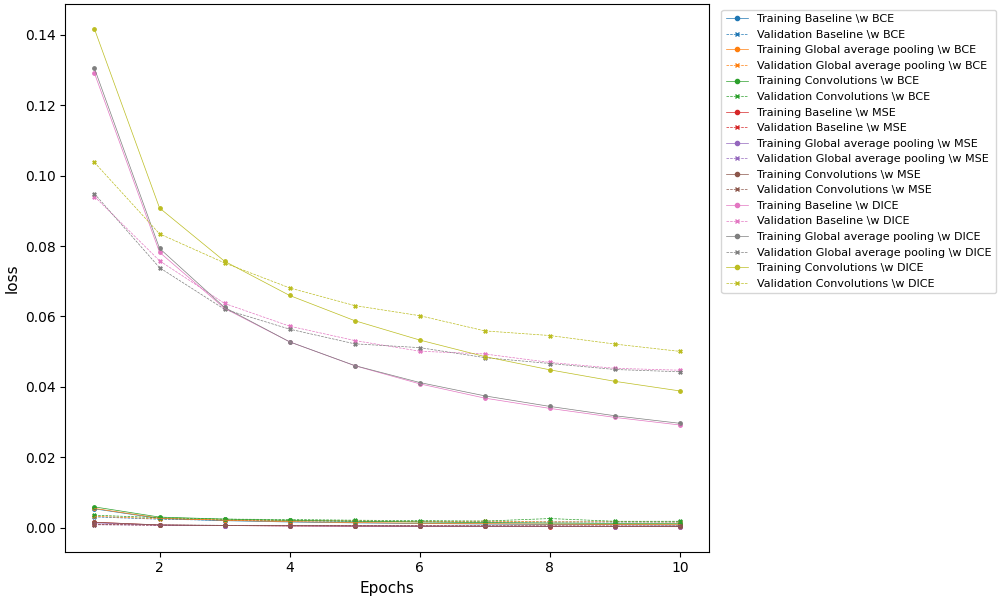 0.14
0.12
0.10
0.08
0.06
0.04
0.02
0.00
loss
2
4
6
8
10
Epochs
Training Baseline \w BCE
Validation Baseline \w BCE
Training Global average pooling \w BCE
Validation Global average pooling \w BCE
Training Convolutions \w BCE
Validation Convolutions \w BCE
Training Baseline \w MSE
Validation Baseline \w MSE
Training Global average pooling \w MSE
Validation Global average pooling \w MSE
Training Convolutions \w MSE
Validation Convolutions \w MSE
Training Baseline \w DICE
Validation Baseline \w DICE
Training Global average pooling \w DICE
Validation Global average pooling \w DICE
Training Convolutions \w DICE
Validation Convolutions \w DICE